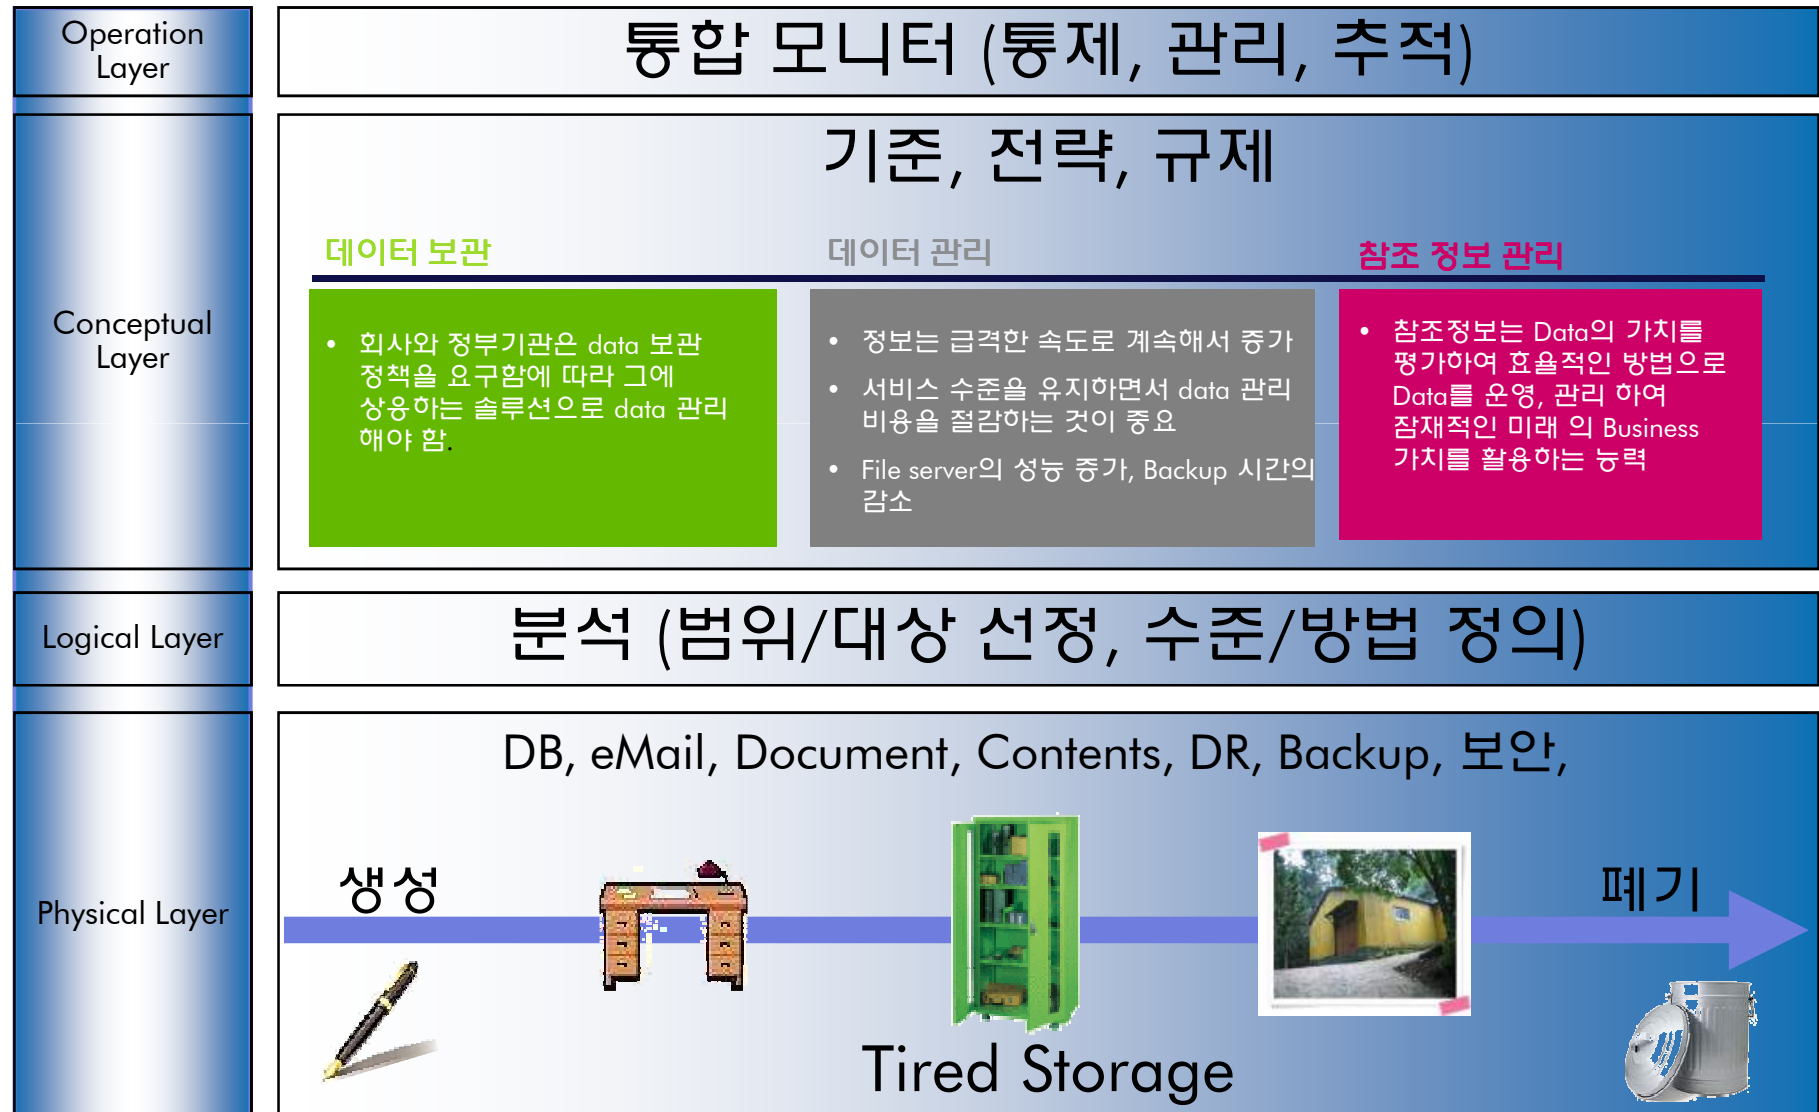 Operation
Layer
통합 모니터 (통제, 관리, 추적)
Conceptual
Layer
기준, 전략, 규제
데이터 보관
• 회사와 정부기관은 data 보관
정책을 요구함에 따라 그에
상응하는 솔루션으로 data 관리
해야 함.
데이터 관리
• 정보는 급격한 속도로 계속해서 증가
• 서비스 수준을 유지하면서 data 관리
비용을 절감하는 것이 중요
• File server의 성능 증가, Backup 시간의
감소
참조 정보 관리
• 참조정보는 Data의 가치를
평가하여 효율적인 방법으로
Data를 운영, 관리 하여
잠재적인 미래 의 Business
가치를 활용하는 능력
Logical Layer
분석 (범위/대상 선정, 수준/방법 정의)
Physical Layer
DB, eMail, Document, Contents, DR, Backup, 보안,
생성
폐기
Tired Storage